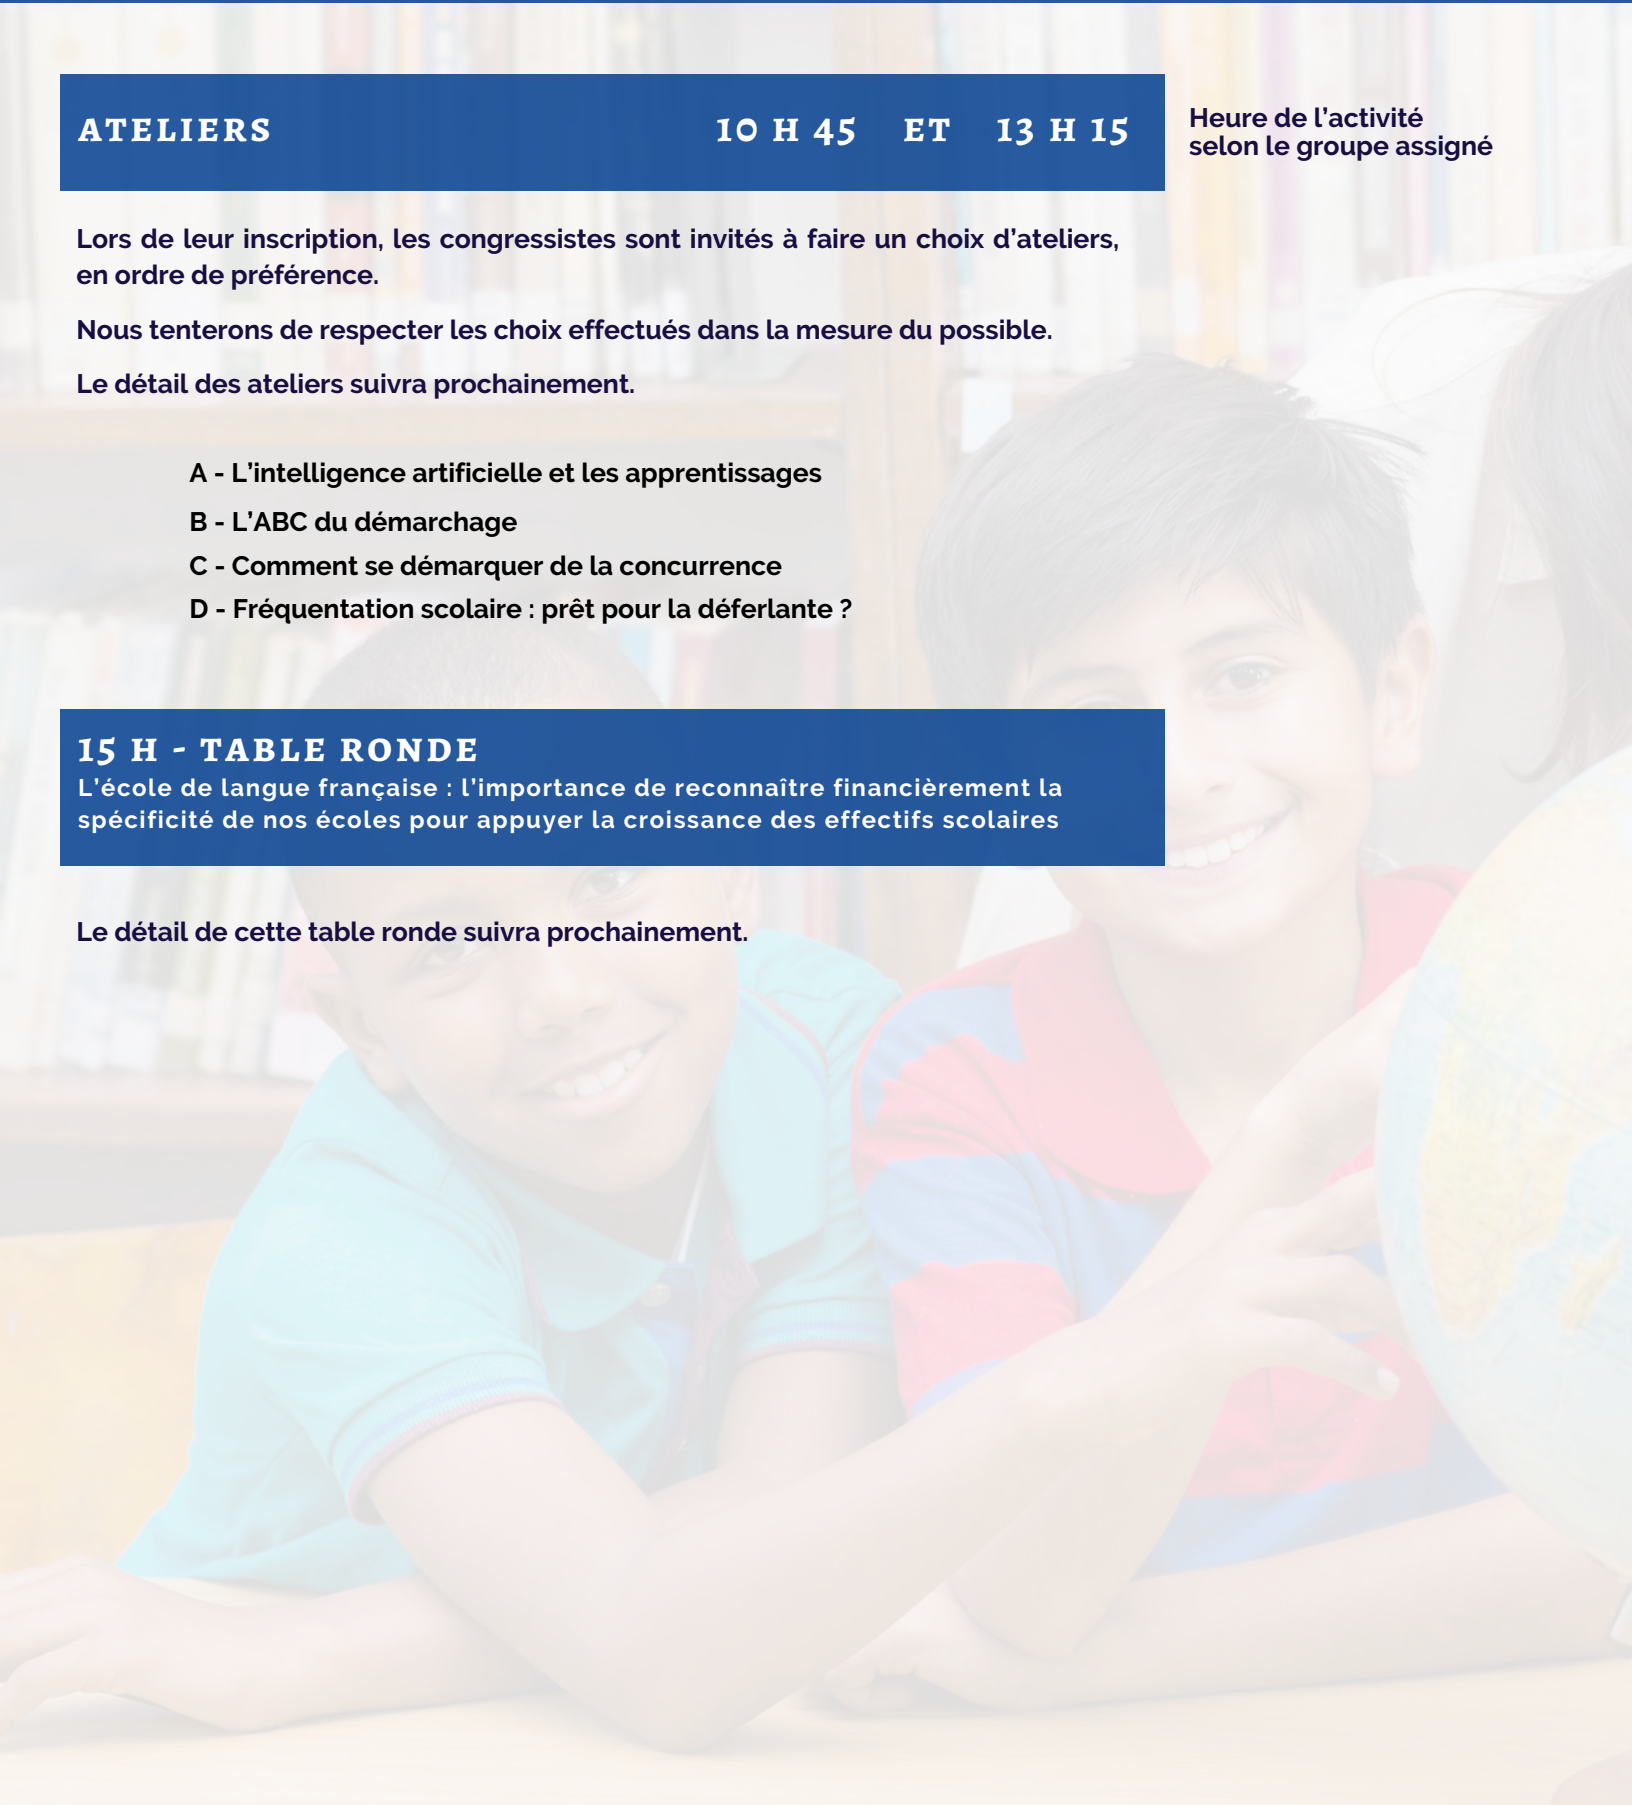 ATELIERS 10 H 45 ET 13 H 15
Heure de l’activité
selon le groupe assigné
Lors de leur inscription, les congressistes sont invités à faire un choix d’ateliers,
en ordre de préférence.
Nous tenterons de respecter les choix effectués dans la mesure du possible.
Le détail des ateliers suivra prochainement.
A - L’intelligence artificielle et les apprentissages
B - L’ABC du démarchage
C - Comment se démarquer de la concurrence
D - Fréquentation scolaire : prêt pour la déferlante ?
15 H - TABLE RONDE
L’école de langue française : l’importance de reconnaître financièrement la
spécificité de nos écoles pour appuyer la croissance des effectifs scolaires
Le détail de cette table ronde suivra prochainement.